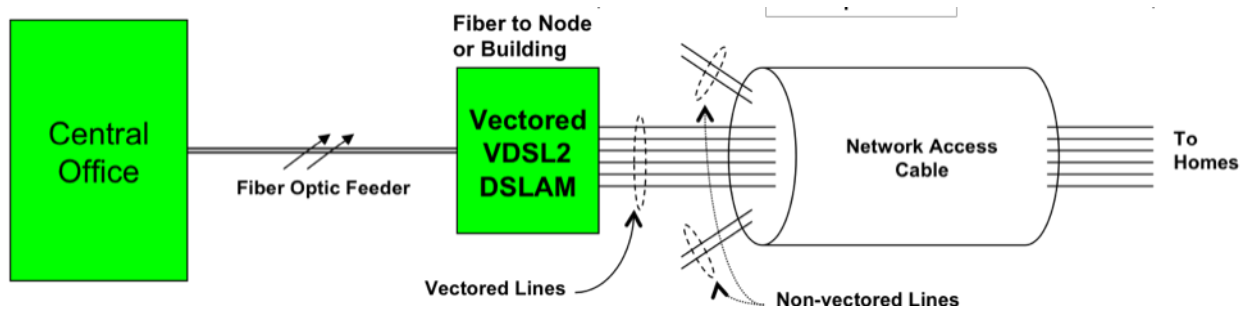 Central
Office
Fiber Optic Feeder
Fiber to Node
or Building
Vectored
VDSL2
DSLAM
Vectored Lines
Non-vectored Lines
Network Access
Cable
To
Homes